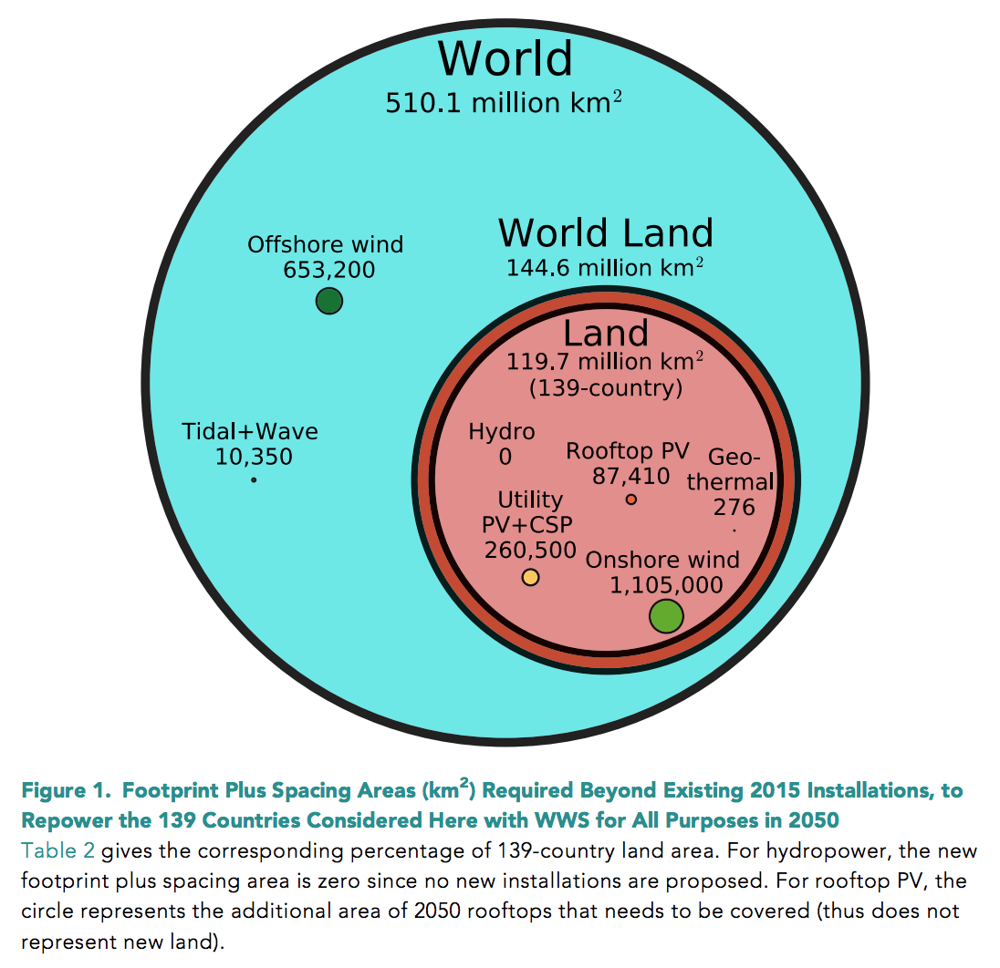 World
510.1 million km²
World Land
144.6 million km²
Offshore wind
653,200
Land
119.7 million km²
(139-country)
Tidal+Wave
10,350
Hydro
0
Rooftop PV
87,410
Geo-
thermal
276
Utility
PV+CSP
260,500
Onshore wind
1,105,000
Figure 1. Footprint Plus Spacing Areas (km²) Required Beyond Existing 2015 Installations, to
Repower the 139 Countries Considered Here with WWS for All Purposes in 2050
Table 2 gives the corresponding percentage of 139-country land area. For hydropower, the new
footprint plus spacing area is zero since no new installations are proposed. For rooftop PV, the
circle represents the additional area of 2050 rooftops that needs to be covered (thus does not
represent new land).